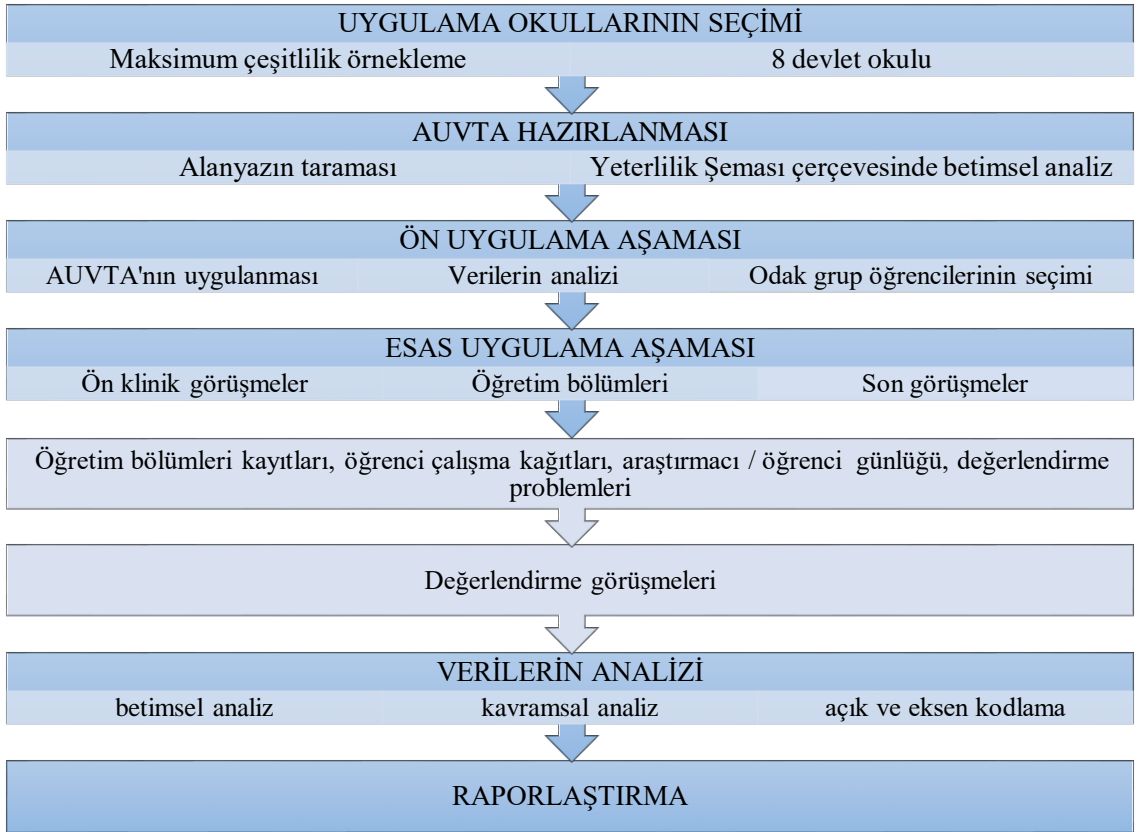 UYGULAMA OKULLARININ SEÇİMİ
Maksimum çeşitlilik örnekleme 8 devlet okulu
AUVTA HAZIRLANMASI
Alanyazın taraması Yeterlilik Şeması çerçevesinde betimsel analiz
ÖN UYGULAMA AŞAMASI
AUVTA'nın uygulanması Verilerin analizi Odak grup öğrencilerinin seçimi
ESAS UYGULAMA AŞAMASI
Ön klinik görüşmeler Öğretim bölümleri Son görüşmeler
Öğretim bölümleri kayıtları, öğrenci çalışma kağıtları, araştırmacı / öğrenci günlüğü, değerlendirme
problemleri
Değerlendirme görüşmeleri
VERİLERİN ANALİZİ
betimsel analiz kavramsal analiz açık ve eksen kodlama
RAPORLAŞTIRMA